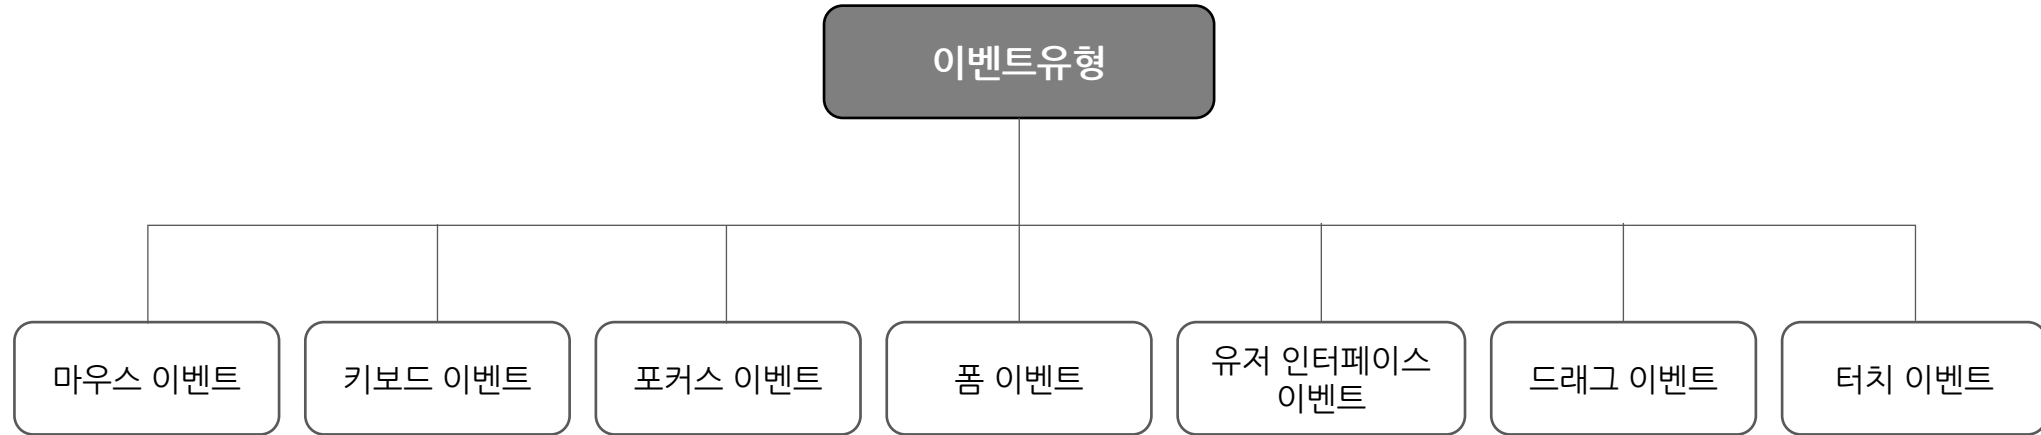 이벤트유형
마우스 이벤트
키보드 이벤트
포커스 이벤트
폼 이벤트
유저 인터페이스
이벤트
드래그 이벤트
터치 이벤트